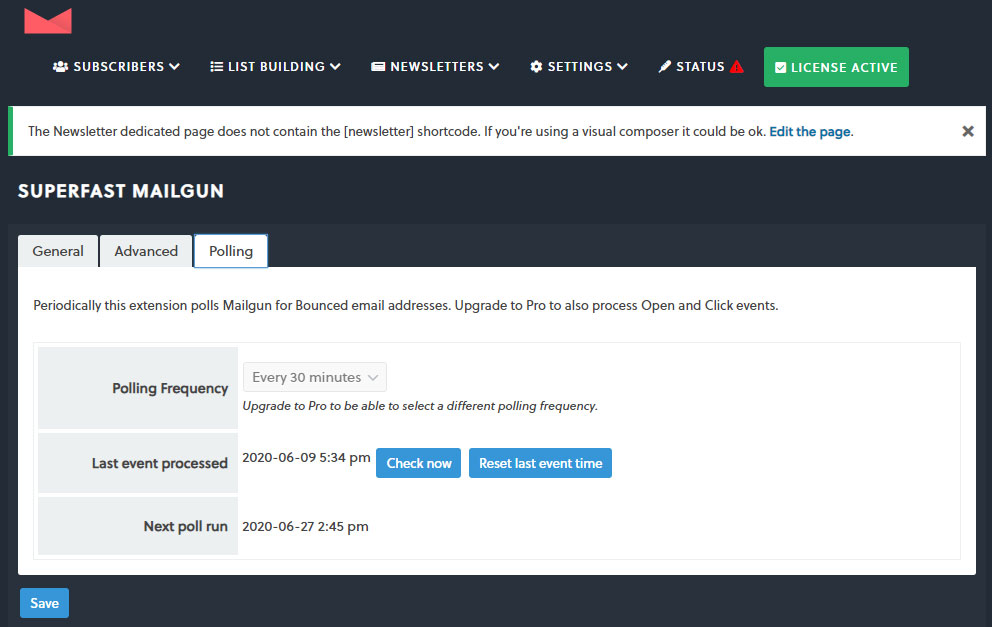 SUBSCRIBERS LIST BUILDING NEWSLETTERS SETTINGS STATUS LICENSE ACTIVE
The Newsletter dedicated page does not contain the [newsletter] shortcode. If you're using a visual composer it could be ok. Edit the page.
SUPERFAST MAILGUN
General Advanced Polling
Periodically this extension polls Mailgun for Bounced email addresses. Upgrade to Pro to also process Open and Click events.
Polling Frequency Every 30 minutes
Upgrade to Pro to be able to select a different polling frequency.
Last event processed 2020-06-09 5:34 pm Check now Reset last event time
Next poll run 2020-06-27 2:45 pm
Save